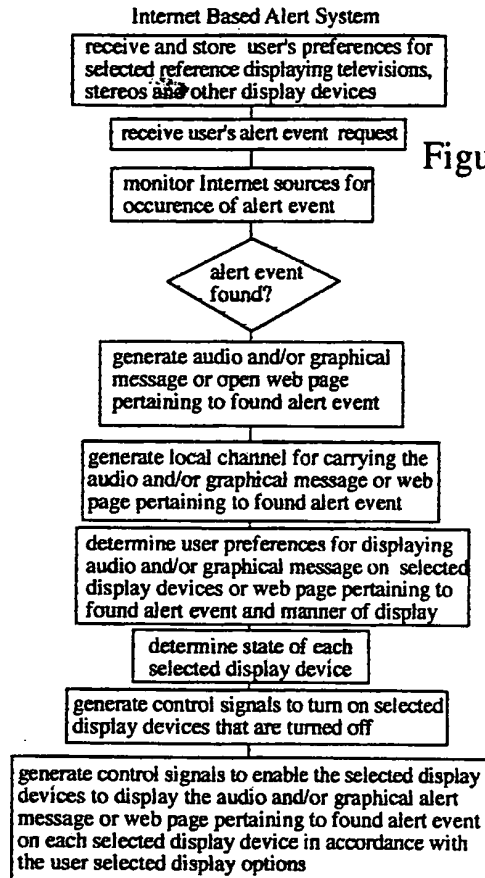 Internet Based Alert System
receive and store user's preferences for
selected reference displaying televisions,
stereos and other display devices
receive user's alert event request
Figu
monitor Internet sources for
occurence of alert event
alert event
found?
generate audio and/or graphical
message or open web page
pertaining to found alert event
generate local channel for carrying the
audio and/or graphical message or web
page pertaining to found alert event
determine user preferences for displaying
audio and/or graphical message on selected
display devices or web page pertaining to
found alert event and manner of display
determine state of each
selected display device
generate control signals to turn on selected
display devices that are turned off
generate control signals to enable the selected display
devices to display the audio and/or graphical alert
message or web page pertaining to found alert event
on each selected display device in accordance with
the user selected display options